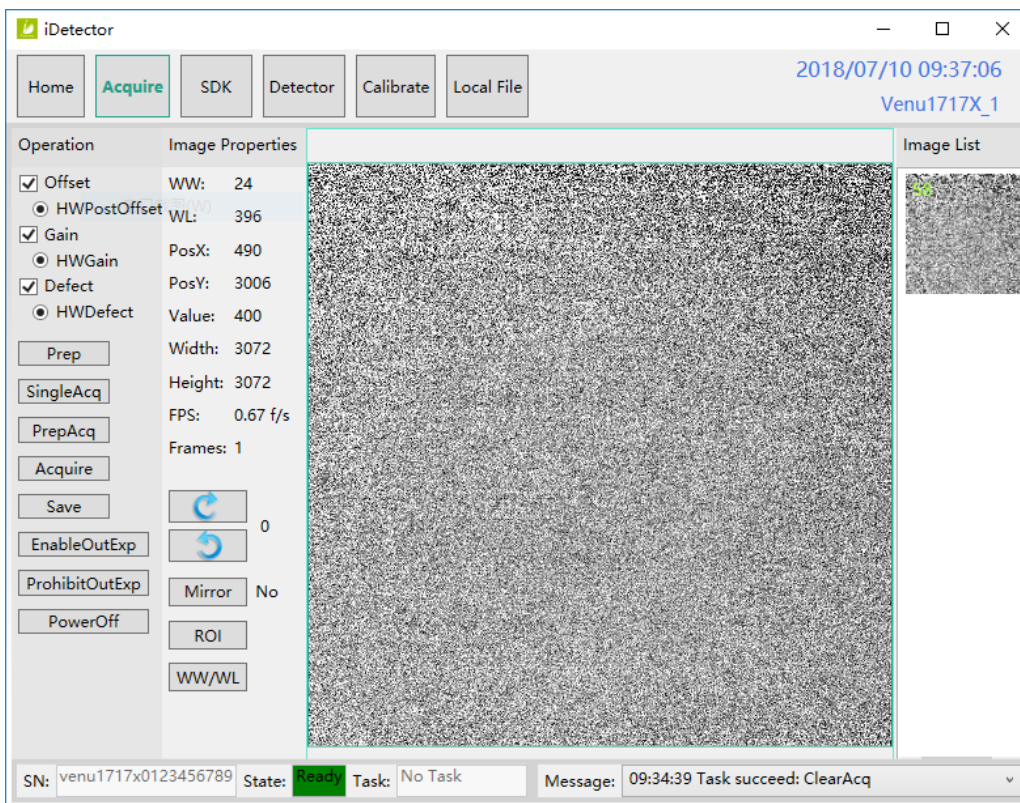 iDetector
Home
Acquire
SDK
Detector
Calibrate
Local File
2018/07/10 09:37:06
Venu1717X_1
Operation
Offset
HWPostOffset
Gain
HWGain
Defect
HWDefect
Prep
SingleAcq
PrepAcq
Acquire
Save
EnableOutExp
ProhibitOutExp
PowerOff
Image Properties
WW: 24
WL: 396
PosX: 490
PosY: 3006
Value: 400
Width: 3072
Height: 3072
FPS: 0.67 f/s
Frames: 1
0
Mirror No
ROI
WW/WL
Image List
SN: venu1717x0123456789 State: Ready Task: No Task Message: 09:34:39 Task succeed: ClearAcq